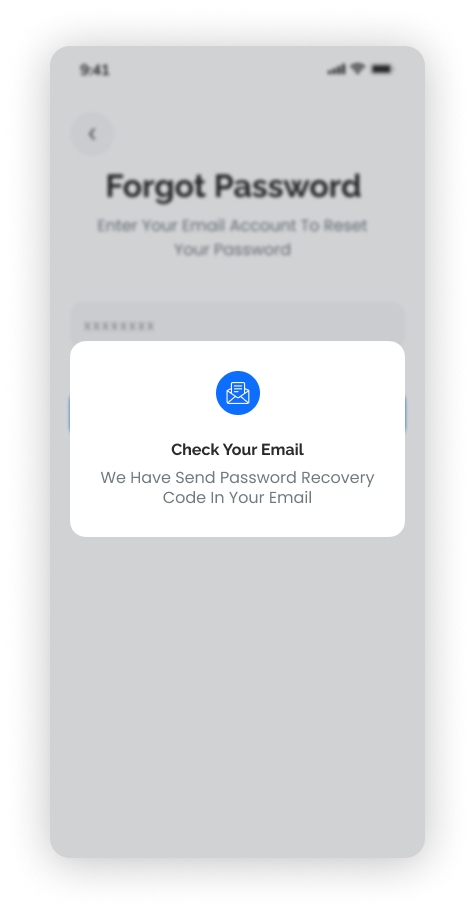 9:41
Forgot Password
Enter Your Email Account To Reset
Your Password
xxxxxxxx
Check Your Email
We Have Send Password Recovery
Code In Your Email